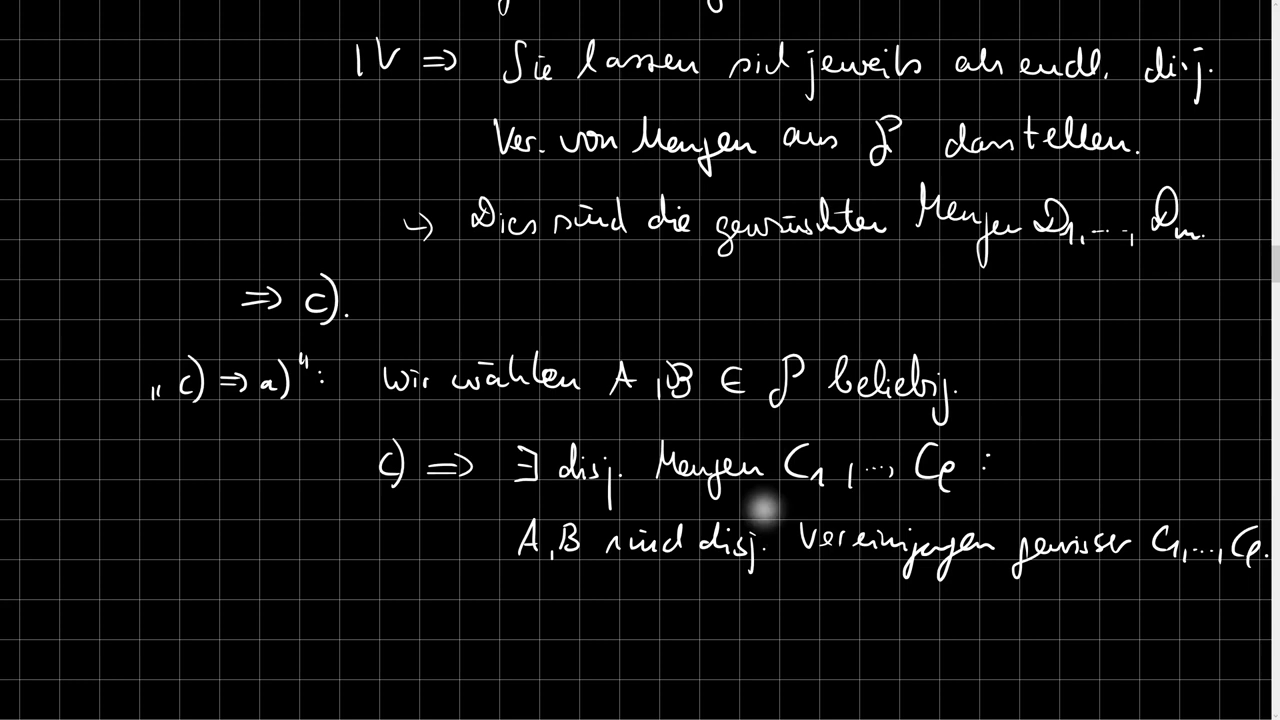 IV ⇒ Sie lassen sich jeweils als endl. disj.
Ver. von Mengen aus P darstellen.
↪ Dies sind die gewünschten Mengen D₁, ..., Dₘ.
⇒ c).
„c) ⇒ a)": Wir wählen A, B ∈ P beliebig.
c) ⇒ ∃ disj. Mengen C₁, ..., Cₚ :
A, B sind disj. Vereinigungen gewisser C₁, ..., Cₚ.